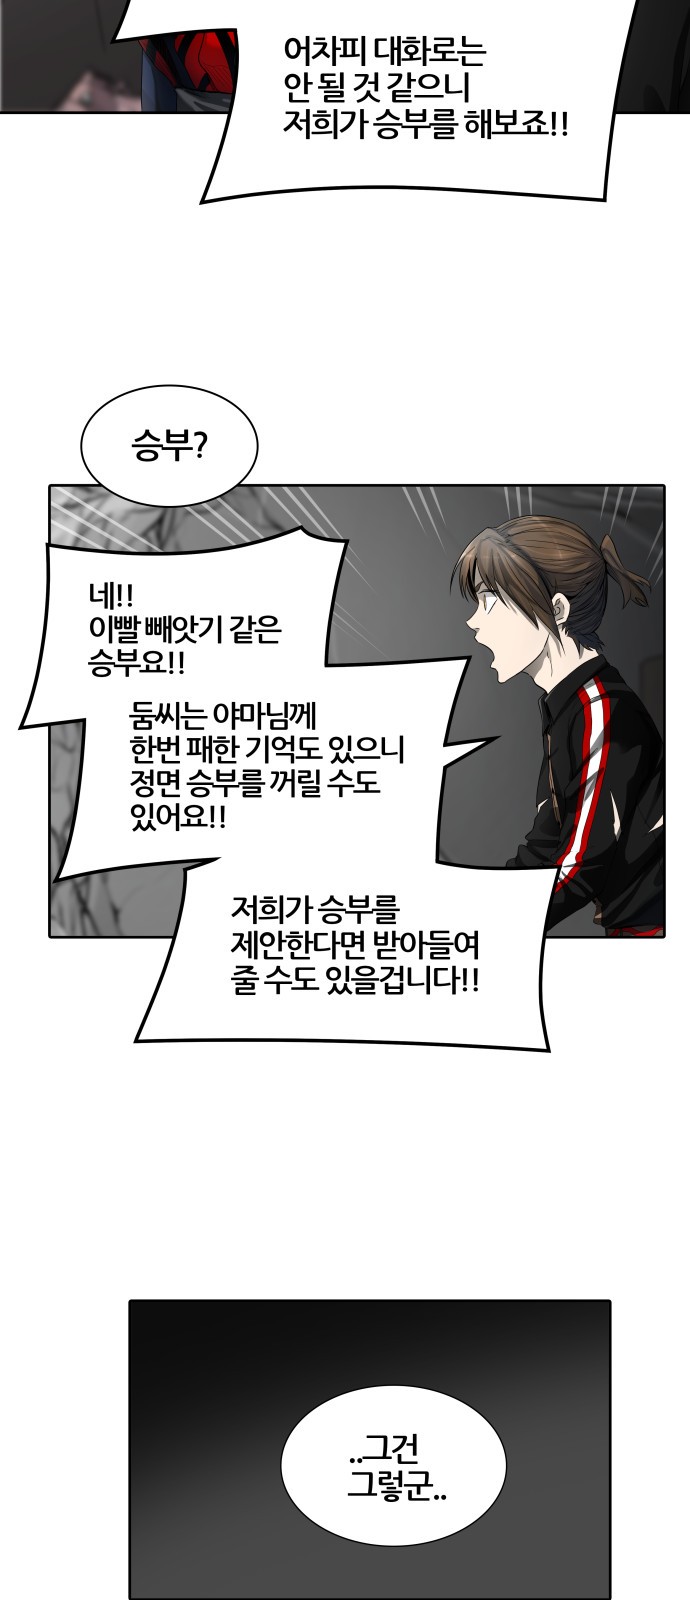 어차피 대화로는
안 될 것 같으니
저희가 승부를 해보죠!!
승부?
네!!
이빨 빼앗기 같은
승부요!!
둠씨는 야마님께
한번 패한 기억도 있으니
정면 승부를 꺼릴 수도
있어요!!
저희가 승부를
제안한다면 받아들여
줄 수도 있을겁니다!!
..그건
그렇군..